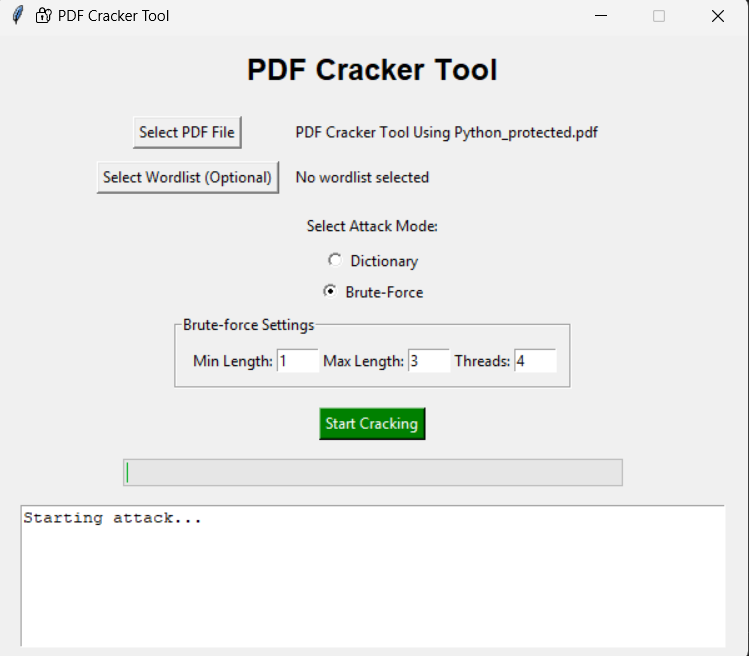 PDF Cracker Tool
PDF Cracker Tool
Select PDF File PDF Cracker Tool Using Python_protected.pdf
Select Wordlist (Optional) No wordlist selected
Select Attack Mode:
Dictionary
Brute-Force
Brute-force Settings
Min Length: 1 Max Length: 3 Threads: 4
Start Cracking
Starting attack...